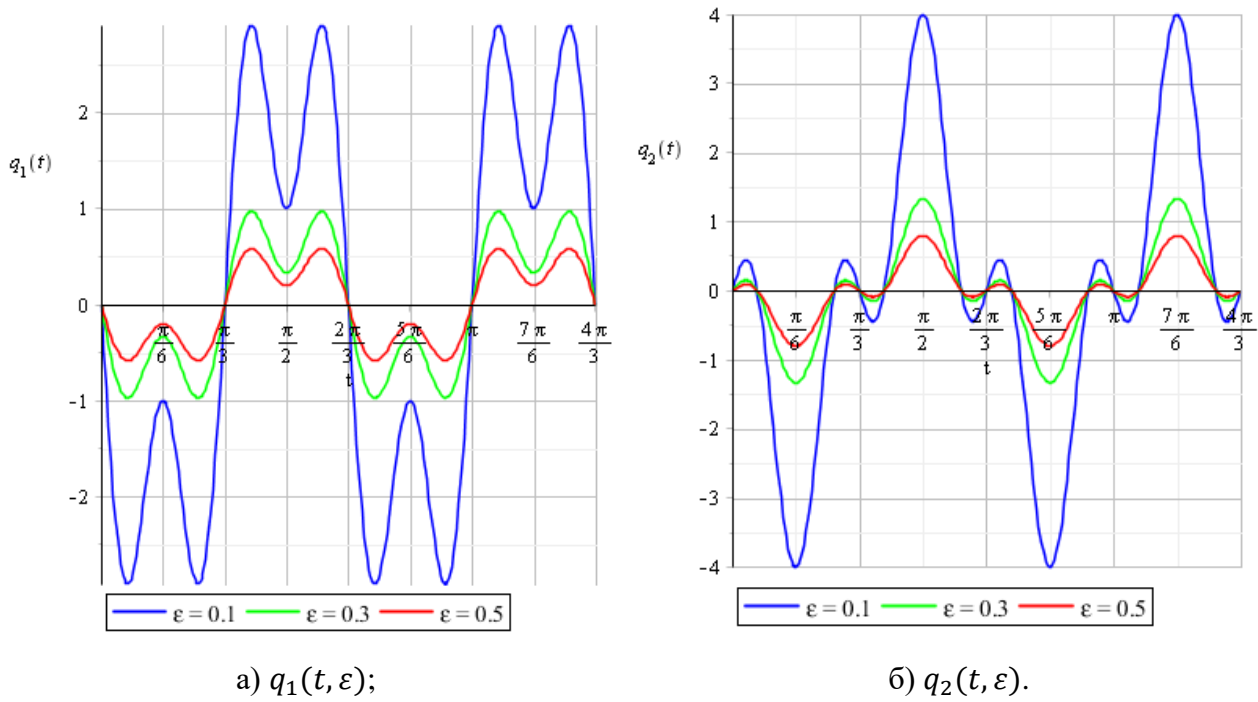 2
1
0
-1
-2
q₁(t)
π/6
π/3
π/2
2π/3
5π/6
π
7π/6
4π/3
t
ε = 0.1 ε = 0.3 ε = 0.5
а) q₁(t, ε);
4
3
2
1
0
-1
-2
-3
-4
q₂(t)
π/6
π/3
π/2
2π/3
5π/6
π
7π/6
4π/3
t
ε = 0.1 ε = 0.3 ε = 0.5
б) q₂(t, ε).